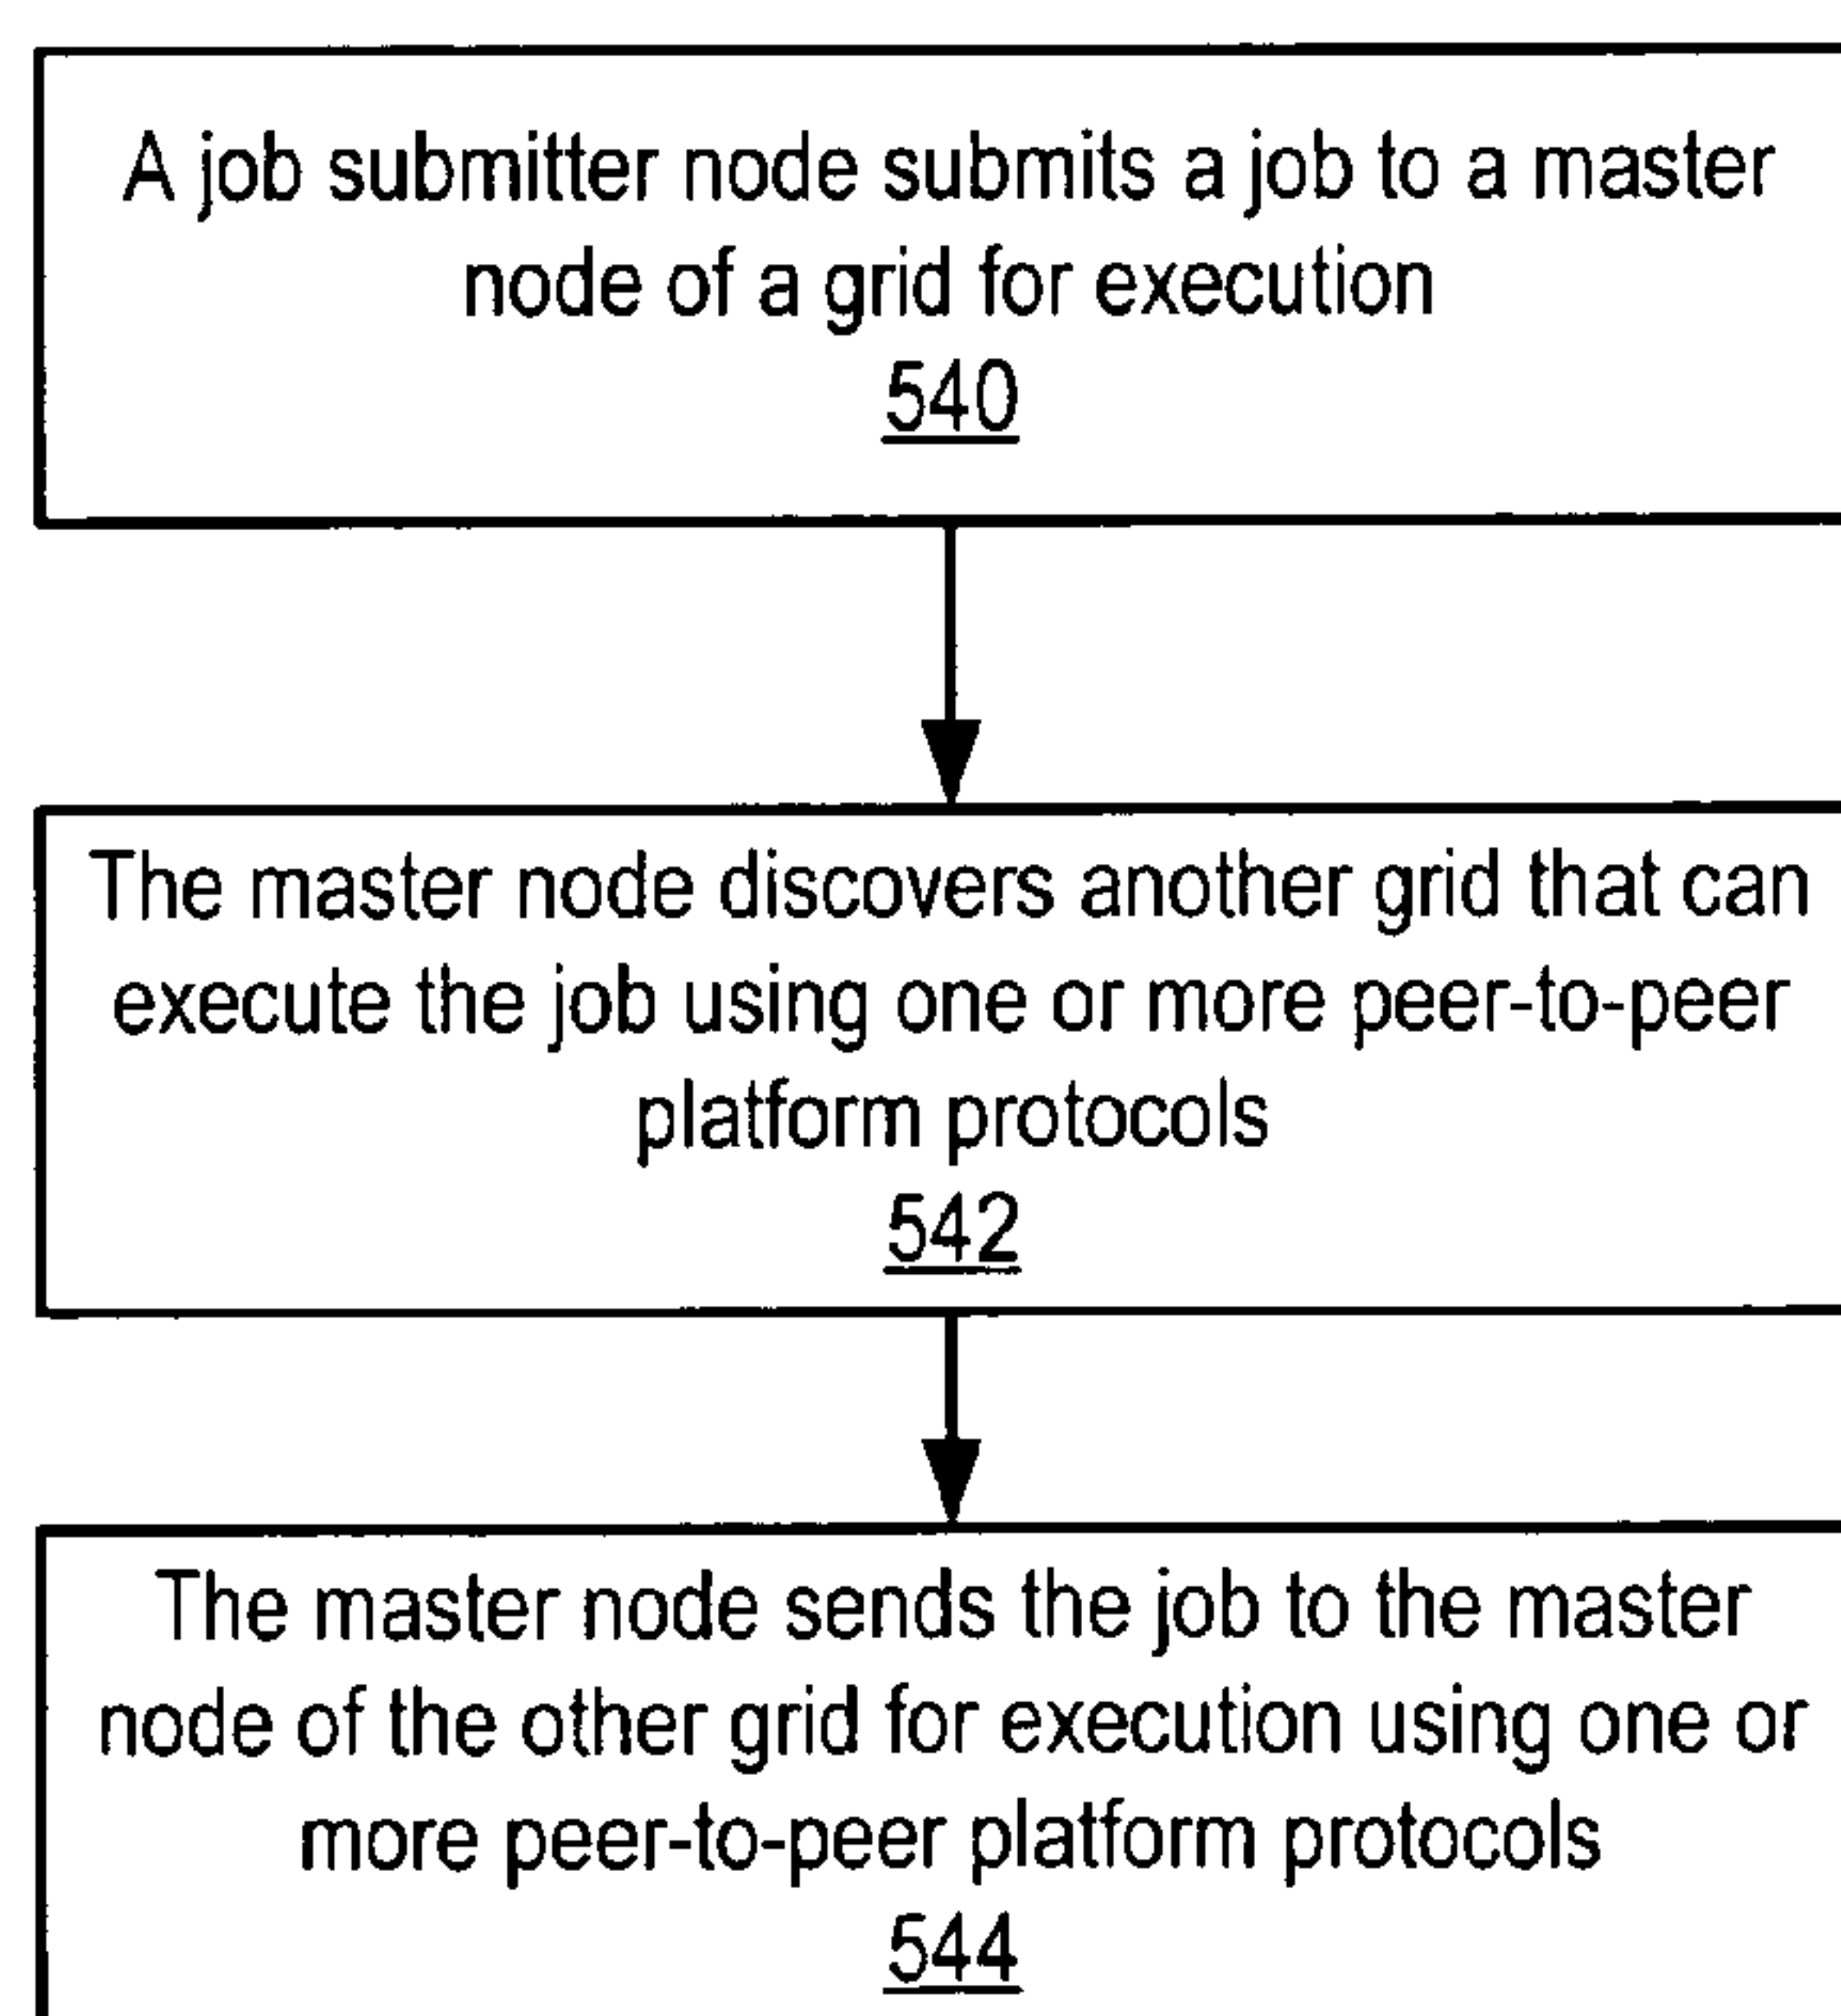 A job submitter node submits a job to a master
node of a grid for execution
540
The master node discovers another grid that can
execute the job using one or more peer-to-peer
platform protocols
542
The master node sends the job to the master
node of the other grid for execution using one or
more peer-to-peer platform protocols
544